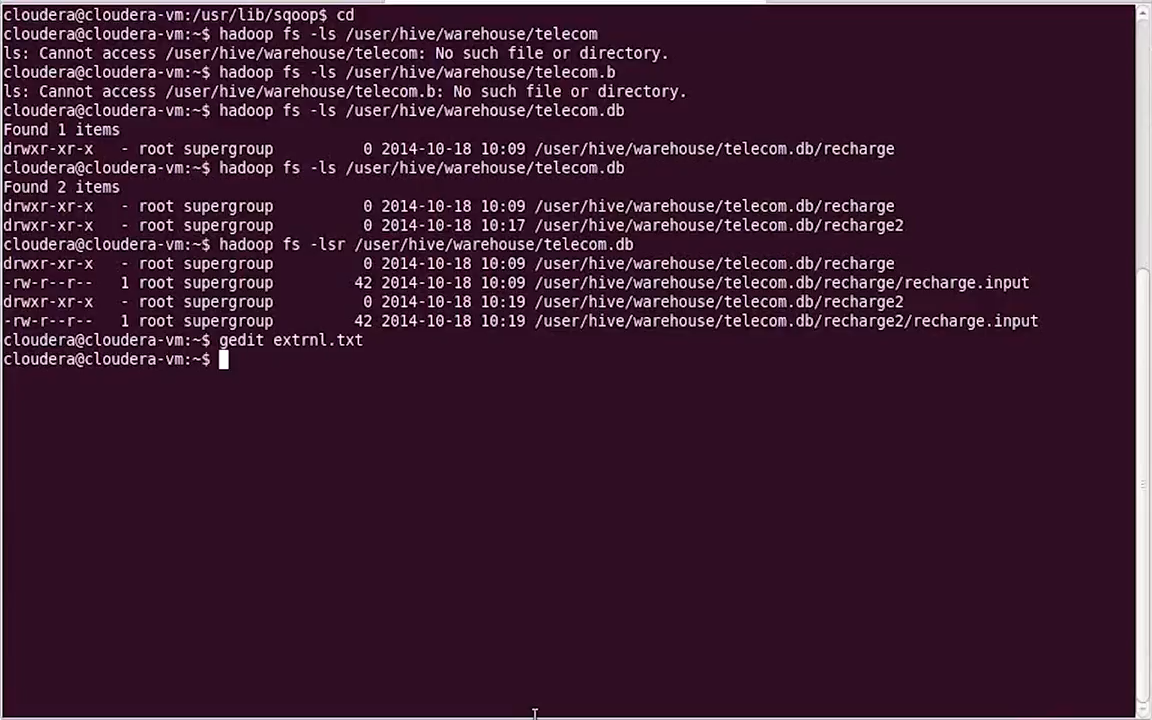 cloudera@cloudera-vm:/usr/lib/sqoop$ cd
cloudera@cloudera-vm:~$ hadoop fs -ls /user/hive/warehouse/telecom
ls: Cannot access /user/hive/warehouse/telecom: No such file or directory.
cloudera@cloudera-vm:~$ hadoop fs -ls /user/hive/warehouse/telecom.b
ls: Cannot access /user/hive/warehouse/telecom.b: No such file or directory.
cloudera@cloudera-vm:~$ hadoop fs -ls /user/hive/warehouse/telecom.db
Found 1 items
drwxr-xr-x   - root supergroup          0 2014-10-18 10:09 /user/hive/warehouse/telecom.db/recharge
cloudera@cloudera-vm:~$ hadoop fs -ls /user/hive/warehouse/telecom.db
Found 2 items
drwxr-xr-x   - root supergroup          0 2014-10-18 10:09 /user/hive/warehouse/telecom.db/recharge
drwxr-xr-x   - root supergroup          0 2014-10-18 10:17 /user/hive/warehouse/telecom.db/recharge2
cloudera@cloudera-vm:~$ hadoop fs -lsr /user/hive/warehouse/telecom.db
drwxr-xr-x   - root supergroup          0 2014-10-18 10:09 /user/hive/warehouse/telecom.db/recharge
-rw-r--r--   1 root supergroup         42 2014-10-18 10:09 /user/hive/warehouse/telecom.db/recharge/recharge.input
drwxr-xr-x   - root supergroup          0 2014-10-18 10:19 /user/hive/warehouse/telecom.db/recharge2
-rw-r--r--   1 root supergroup         42 2014-10-18 10:19 /user/hive/warehouse/telecom.db/recharge2/recharge.input
cloudera@cloudera-vm:~$ gedit extrnl.txt
cloudera@cloudera-vm:~$